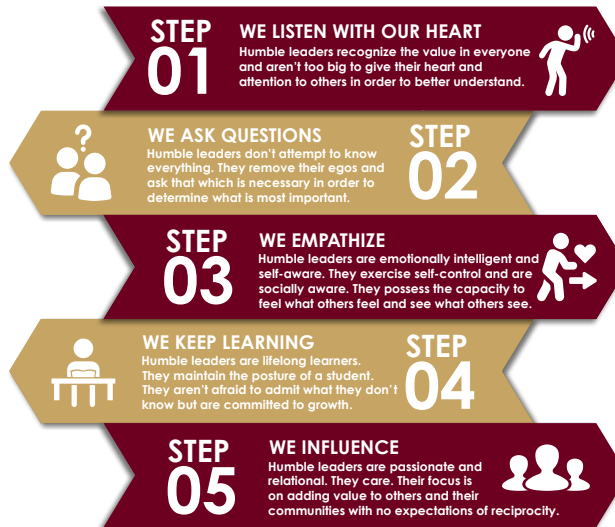 STEP
01
WE LISTEN WITH OUR HEART
Humble leaders recognize the value in everyone
and aren't too big to give their heart and
attention to others in order to better understand.
?
WE ASK QUESTIONS
Humble leaders don't attempt to know
everything. They remove their egos and
ask that which is necessary in order to
determine what is most important.
STEP
02
STEP
03
WE EMPATHIZE
Humble leaders are emotionally intelligent and
self-aware. They exercise self-control and are
socially aware. They possess the capacity to
feel what others feel and see what others see.
WE KEEP LEARNING
Humble leaders are lifelong learners.
They maintain the posture of a student.
They aren't afraid to admit what they don't
know but are committed to growth.
STEP
04
STEP
05
WE INFLUENCE
Humble leaders are passionate and
relational. They care. Their focus is
on adding value to others and their
communities with no expectations of reciprocity.